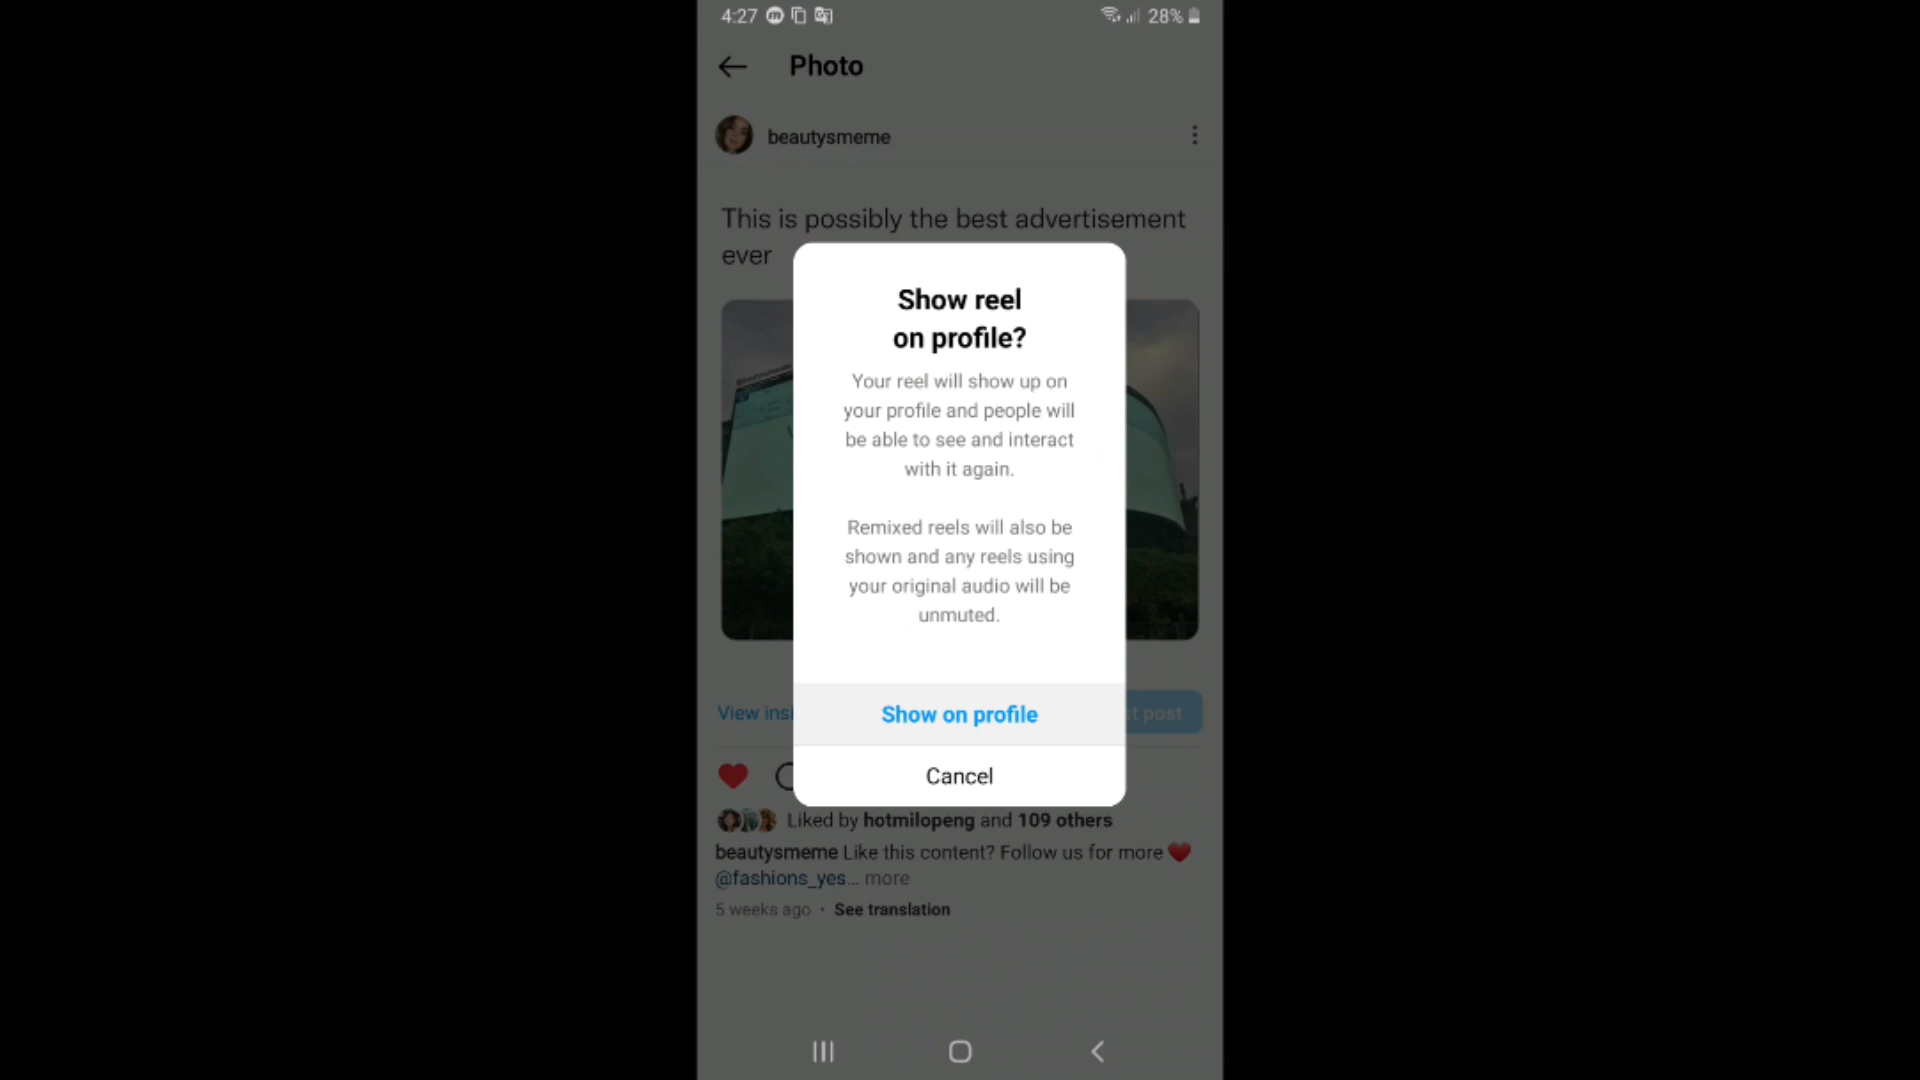 4:27 28%
Photo
beautysmeme
This is possibly the best advertisement
ever
Show reel
on profile?
Your reel will show up on
your profile and people will
be able to see and interact
with it again.
Remixed reels will also be
shown and any reels using
your original audio will be
unmuted.
View insi
t post
Show on profile
Cancel
Liked by hotmilopeng and 109 others
beautysmeme Like this content? Follow us for more ❤️
@fashions_yes... more
5 weeks ago · See translation